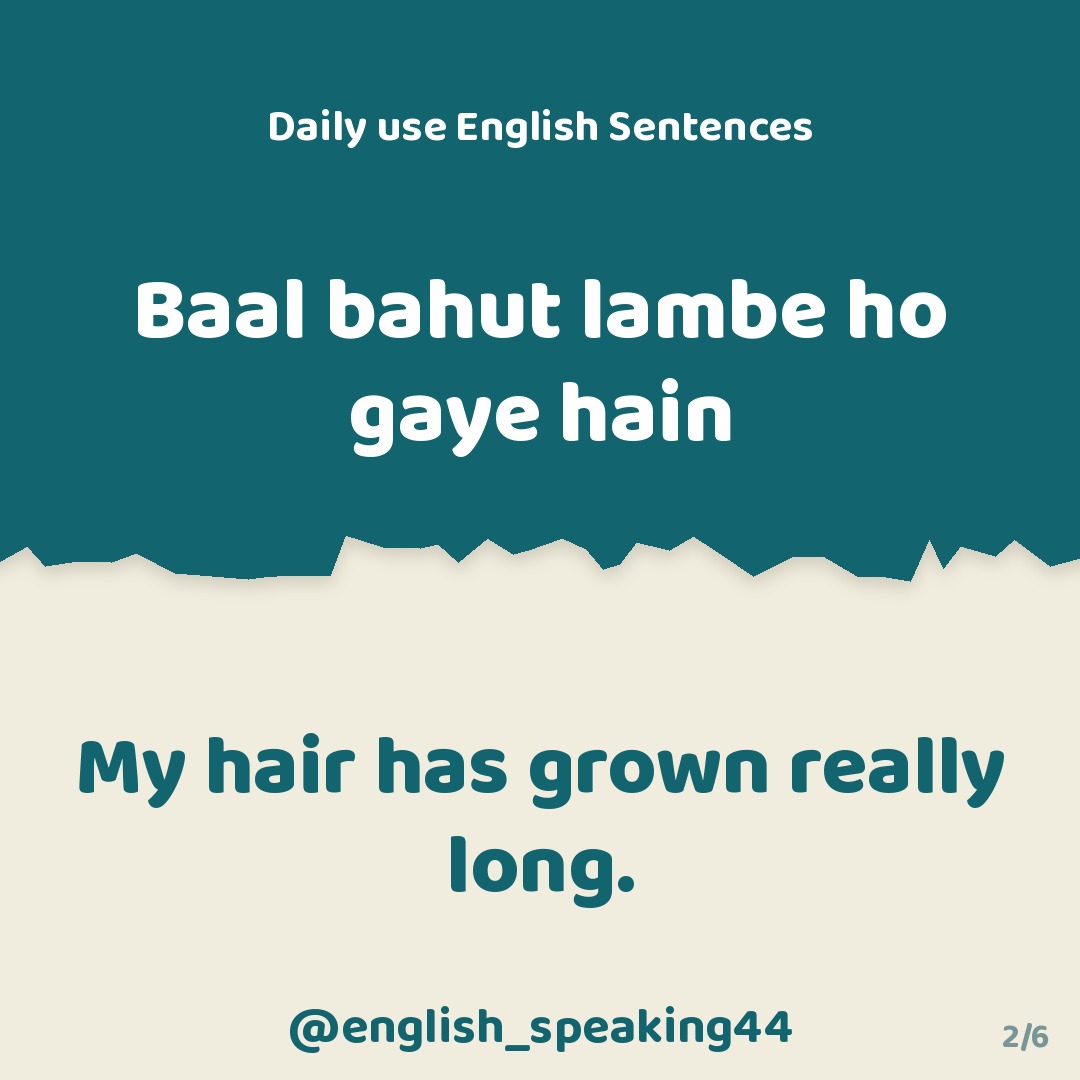 Daily use English Sentences
Baal bahut lambe ho
gaye hain
My hair has grown really
long.
@english_speaking44
2/6